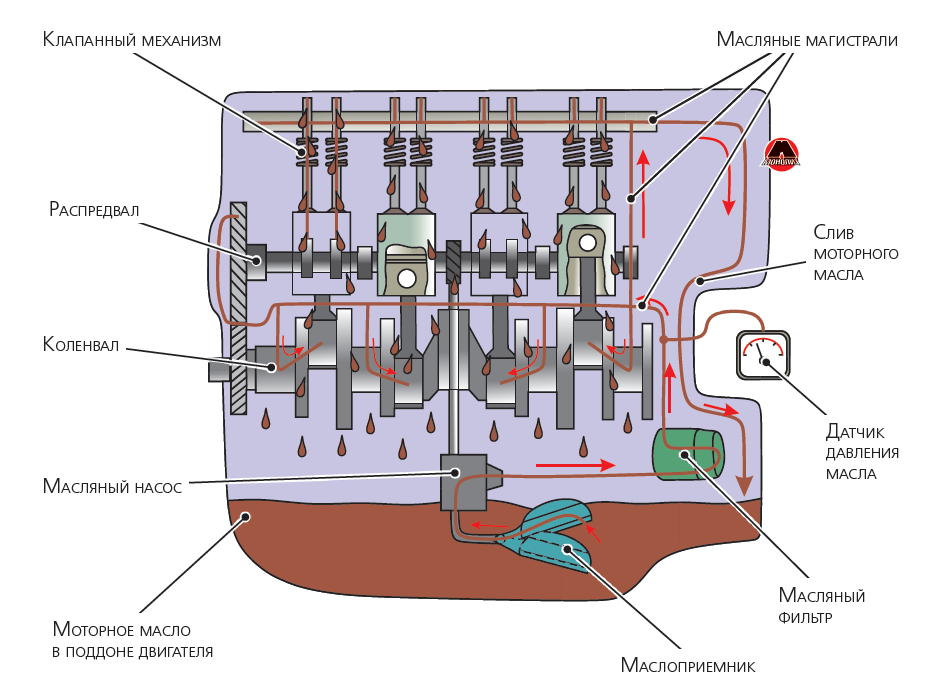 Клапанный механизм
Масляные магистрали
Распредвал
Слив
моторного
масла
Коленвал
Датчик
давления
масла
Масляный насос
Масляный
фильтр
Моторное масло
в поддоне двигателя
Маслоприемник